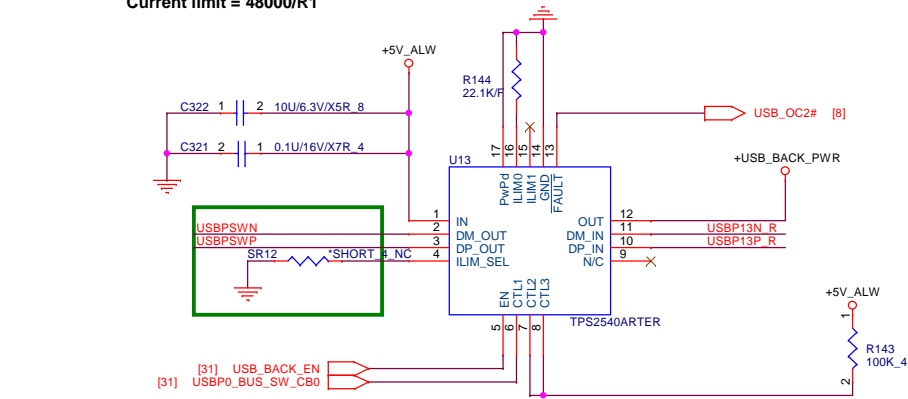 Current limit = 48000/R1
+5V_ALW
R144
22.1K/F
C322 1 2 10U/6.3V/X5R_8
USB_OC2# [8]
C321 2 1 0.1U/16V/X7R_4
17 16 15 14 13
U13
+USB_BACK_PWR
PwPd ILIM0 ILIM1 GND FAULT
1 IN OUT 12
USBPSWN 2 DM_OUT DM_IN 11 USBP13N_R
USBPSWP 3 DP_OUT DP_IN 10 USBP13P_R
SR12 *SHORT_4_NC 4 ILIM_SEL N/C 9
EN CTL1 CTL2 CTL3
+5V_ALW
TPS2540ARTER
5 6 7 8
1
R143
100K_4
2
[31] USB_BACK_EN
[31] USBP0_BUS_SW_CB0